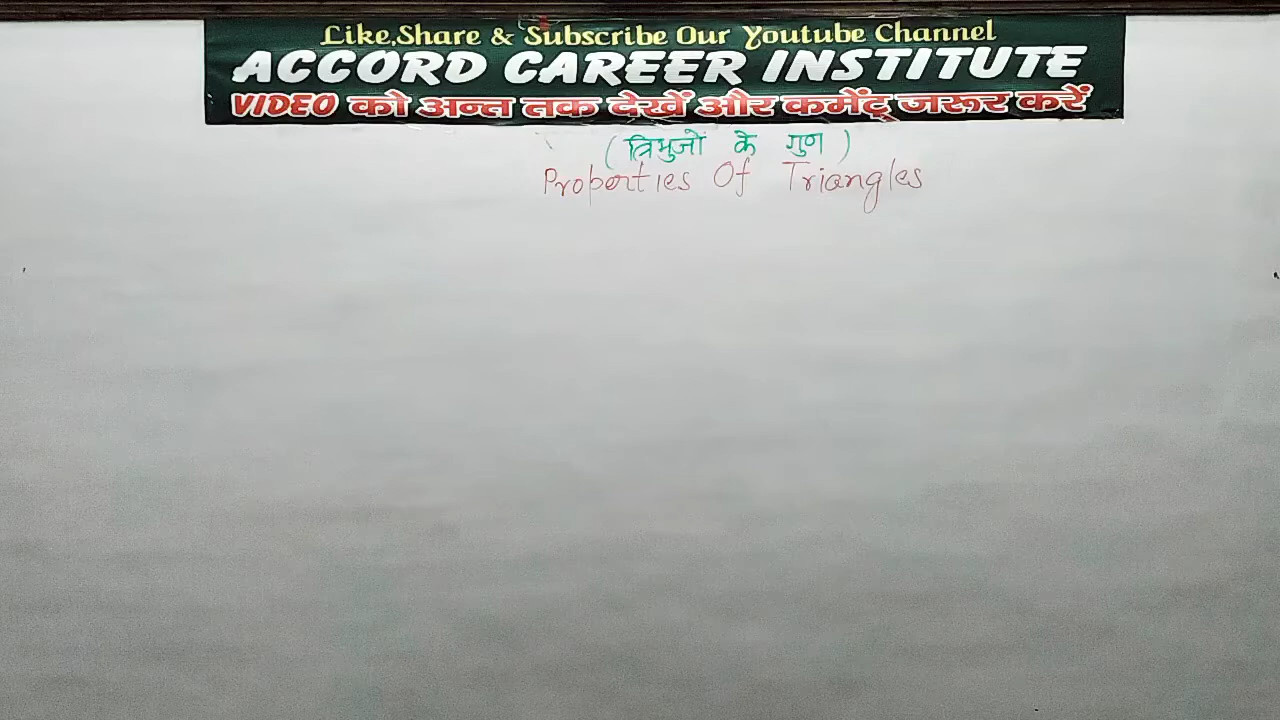 Like,Share & Subscribe Our Youtube Channel
ACCORD CAREER INSTITUTE
VIDEO को अन्त तक देखें और कमेंट् जरूर करें
(त्रिभुजो के गुण)
Properties Of Triangles